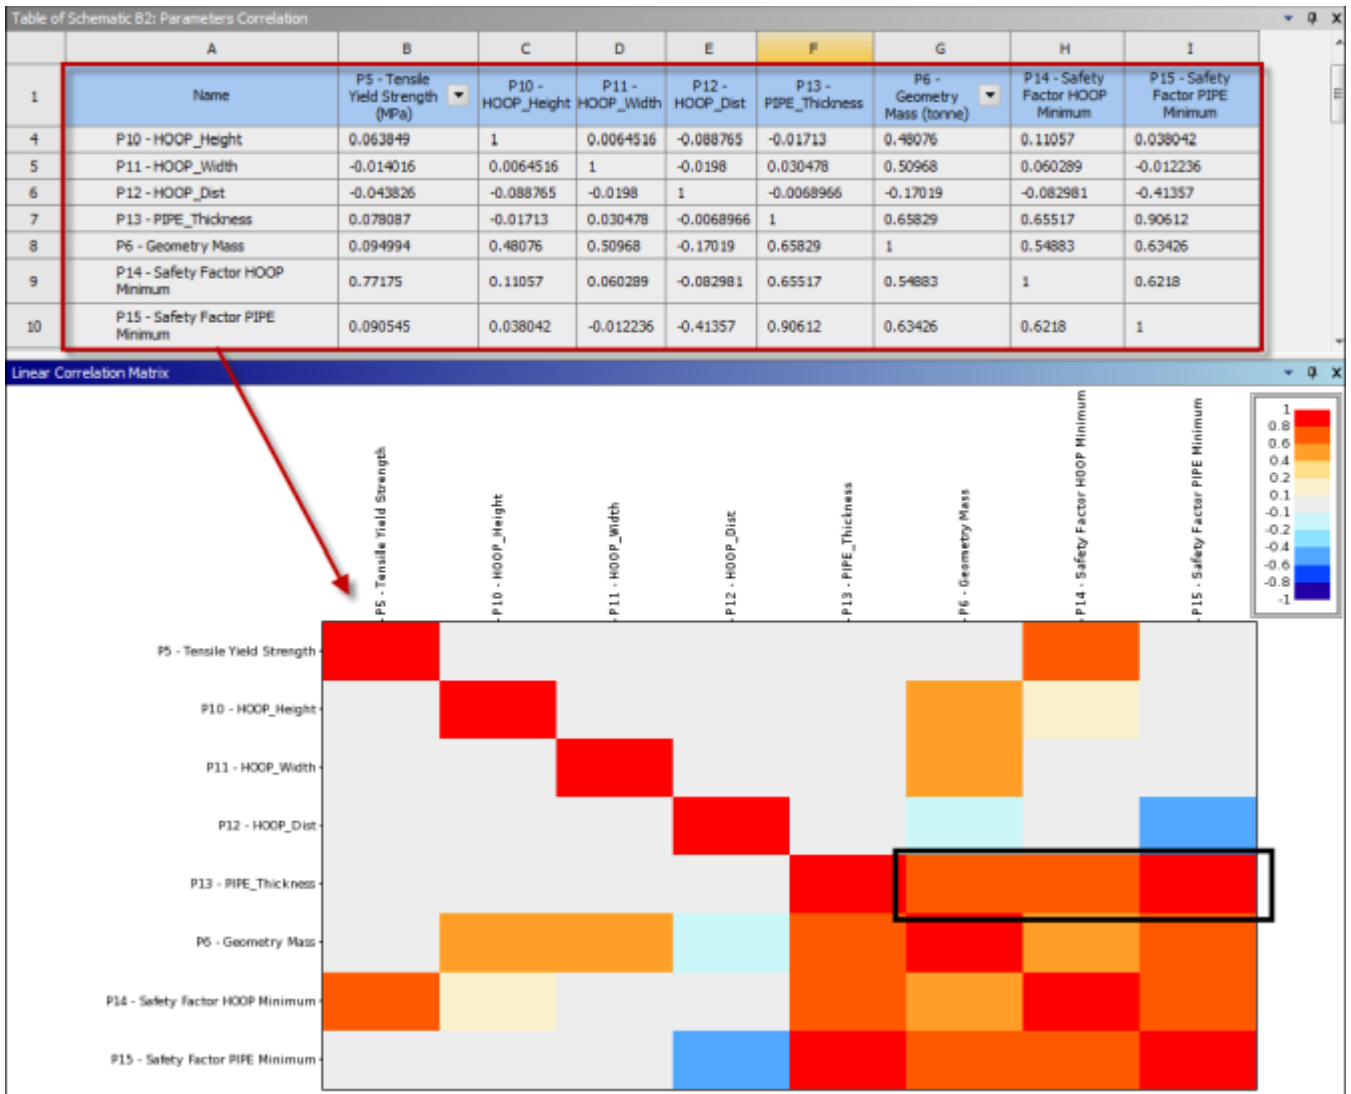 Table of Schematic B2: Parameters Correlation
A B C D E F G H I
1 Name P5 - Tensile Yield Strength (MPa) P10 - HOOP_Height P11 - HOOP_Width P12 - HOOP_Dist P13 - PIPE_Thickness P6 - Geometry Mass (tonne) P14 - Safety Factor HOOP Minimum P15 - Safety Factor PIPE Minimum
4 P10 - HOOP_Height 0.063849 1 0.0064516 -0.088765 -0.01713 0.48076 0.11057 0.038042
5 P11 - HOOP_Width -0.014016 0.0064516 1 -0.0198 0.030478 0.50968 0.060289 -0.012236
6 P12 - HOOP_Dist -0.043826 -0.088765 -0.0198 1 -0.0068966 -0.17019 -0.082981 -0.41357
7 P13 - PIPE_Thickness 0.078087 -0.01713 0.030478 -0.0068966 1 0.65829 0.65517 0.90612
8 P6 - Geometry Mass 0.094994 0.48076 0.50968 -0.17019 0.65829 1 0.54883 0.63426
9 P14 - Safety Factor HOOP Minimum 0.77175 0.11057 0.060289 -0.082981 0.65517 0.54883 1 0.6218
10 P15 - Safety Factor PIPE Minimum 0.090545 0.038042 -0.012236 -0.41357 0.90612 0.63426 0.6218 1
Linear Correlation Matrix
P5 - Tensile Yield Strength
P10 - HOOP_Height
P11 - HOOP_Width
P12 - HOOP_Dist
P13 - PIPE_Thickness
P6 - Geometry Mass
P14 - Safety Factor HOOP Minimum
P15 - Safety Factor PIPE Minimum
1
0.8
0.6
0.4
0.2
0.1
-0.1
-0.2
-0.4
-0.6
-0.8
-1
P5 - Tensile Yield Strength
P10 - HOOP_Height
P11 - HOOP_Width
P12 - HOOP_Dist
P13 - PIPE_Thickness
P6 - Geometry Mass
P14 - Safety Factor HOOP Minimum
P15 - Safety Factor PIPE Minimum